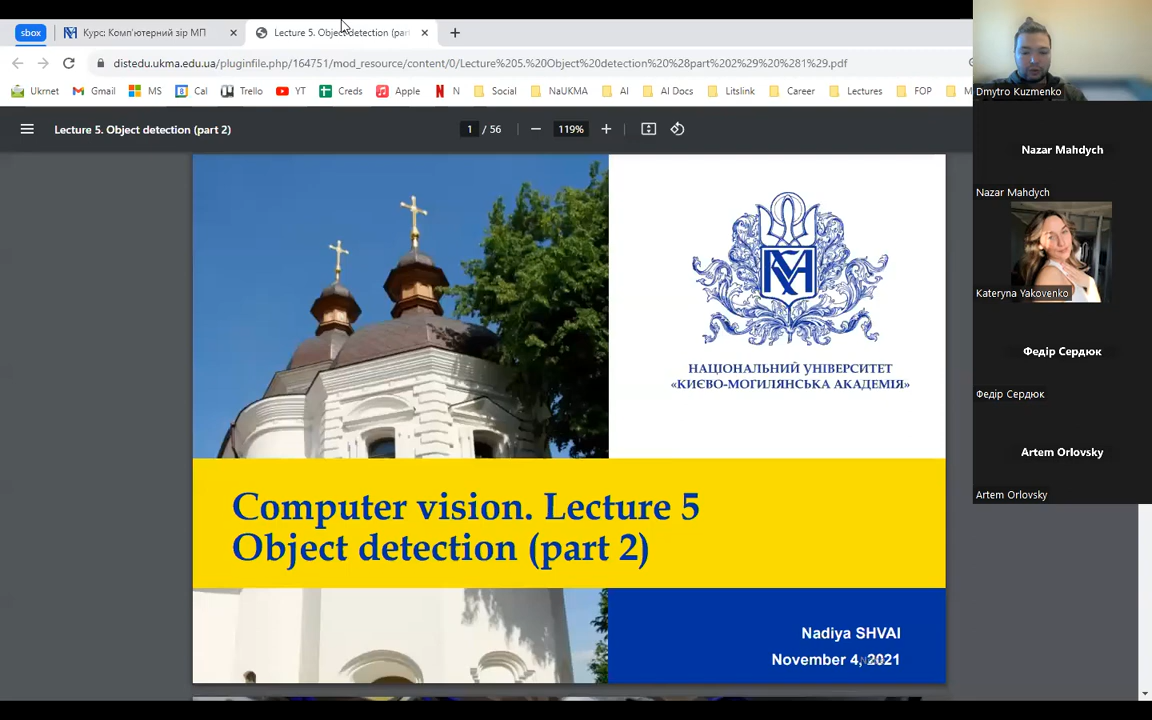 sbox
Курс: Комп'ютерний зір МП
Lecture 5. Object detection (par
distedu.ukma.edu.ua/pluginfile.php/164751/mod_resource/content/0/Lecture%205.%20Object%20detection%20%28part%202%29%20%281%29.pdf
Ukrnet
Gmail
MS
Cal
Trello
YT
Creds
Apple
N
Social
NaUKMA
AI
AI Docs
Litslink
Career
Lectures
FOP
M
Lecture 5. Object detection (part 2)
1 / 56
119%
НАЦІОНАЛЬНИЙ УНІВЕРСИТЕТ
«КИЄВО-МОГИЛЯНСЬКА АКАДЕМІЯ»
Computer vision. Lecture 5
Object detection (part 2)
Nadiya SHVAI
November 4, 2021
Dmytro Kuzmenko
Nazar Mahdych
Nazar Mahdych
Kateryna Yakovenko
Федір Сердюк
Федір Сердюк
Artem Orlovsky
Artem Orlovsky